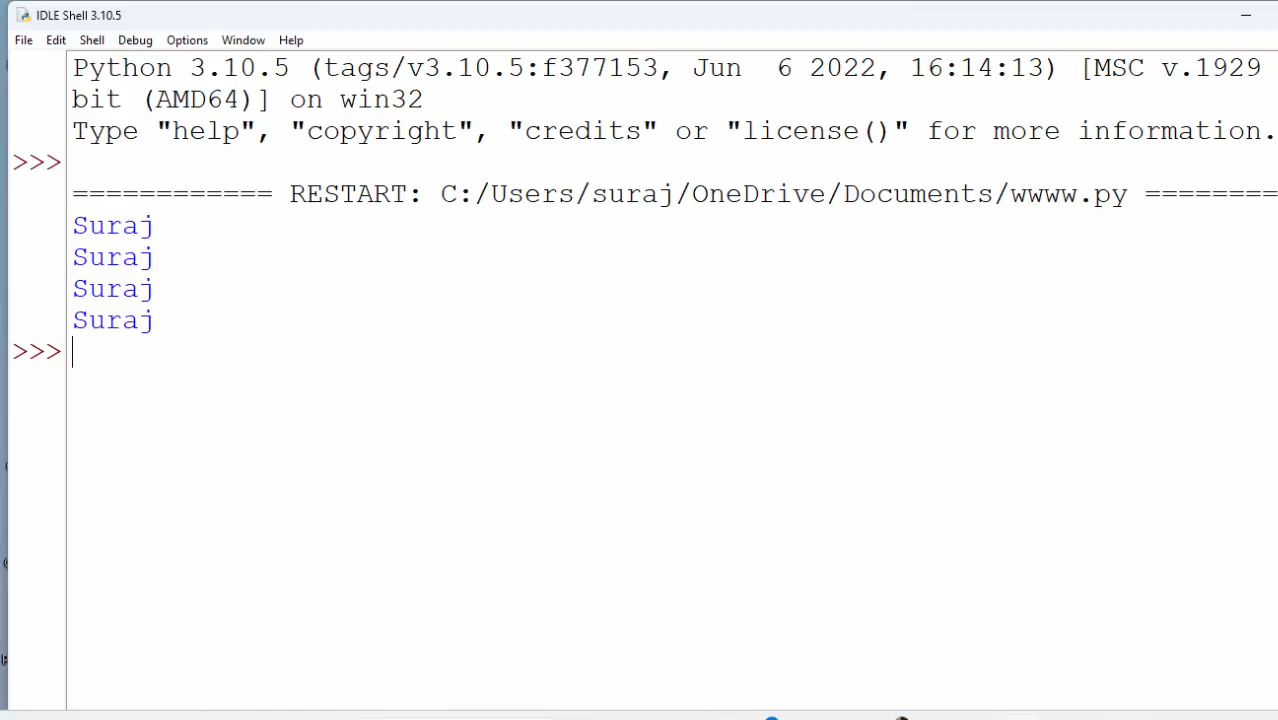 IDLE Shell 3.10.5
File Edit Shell Debug Options Window Help
Python 3.10.5 (tags/v3.10.5:f377153, Jun  6 2022, 16:14:13) [MSC v.1929
bit (AMD64)] on win32
Type "help", "copyright", "credits" or "license()" for more information.
>>>
============ RESTART: C:/Users/suraj/OneDrive/Documents/wwww.py ========
Suraj
Suraj
Suraj
Suraj
>>>